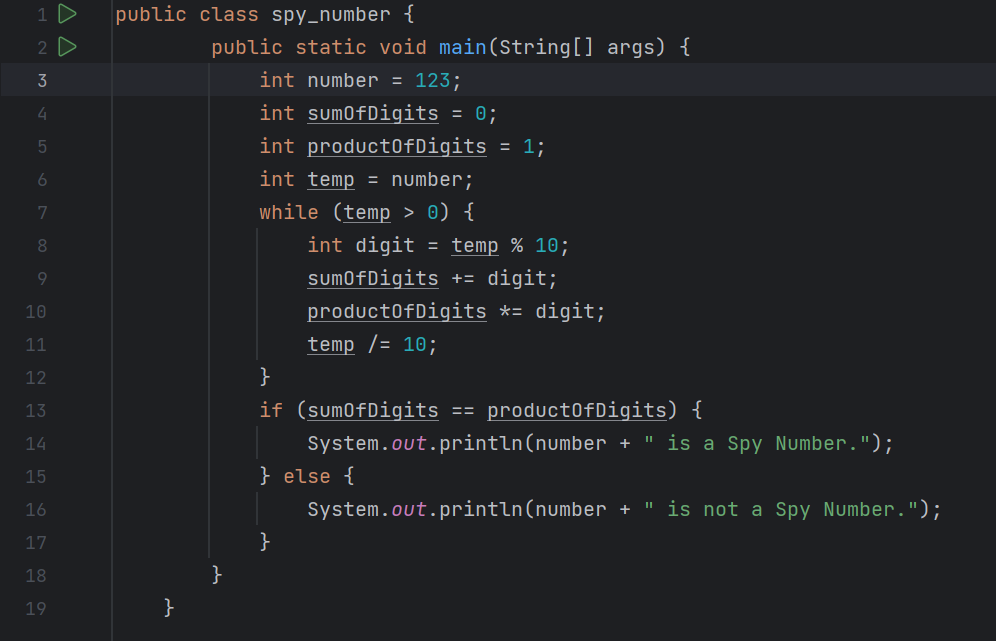 1 public class spy_number {
2 public static void main(String[] args) {
3 int number = 123;
4 int sumOfDigits = 0;
5 int productOfDigits = 1;
6 int temp = number;
7 while (temp > 0) {
8 int digit = temp % 10;
9 sumOfDigits += digit;
10 productOfDigits *= digit;
11 temp /= 10;
12 }
13 if (sumOfDigits == productOfDigits) {
14 System.out.println(number + " is a Spy Number.");
15 } else {
16 System.out.println(number + " is not a Spy Number.");
17 }
18 }
19 }